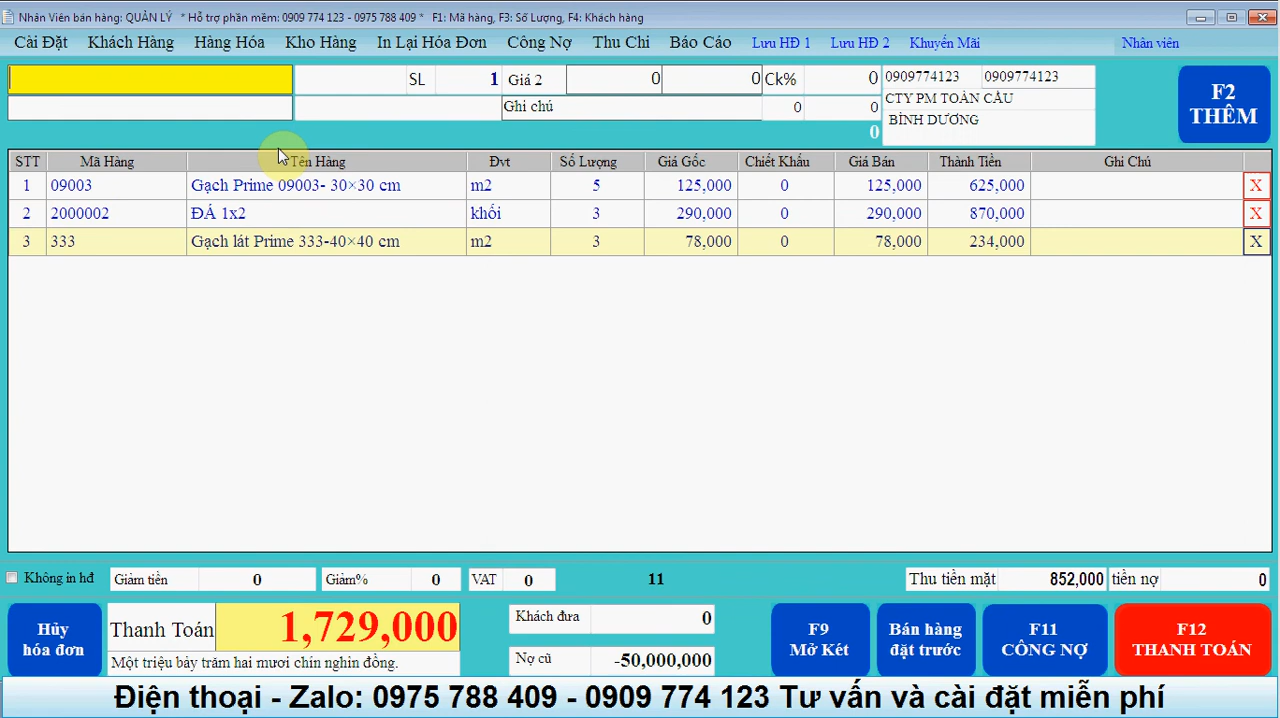 Nhân Viên bán hàng: QUẢN LÝ * Hỗ trợ phần mềm: 0909 774 123 - 0975 788 409 * F1: Mã hàng, F3: Số Lượng, F4: Khách hàng
Cài Đặt Khách Hàng Hàng Hóa Kho Hàng In Lại Hóa Đơn Công Nợ Thu Chi Báo Cáo Lưu HĐ 1 Lưu HĐ 2 Khuyến Mãi Nhân viên
SL 1 Giá 2 0 0 Ck% 0 0909774123 0909774123
CTY PM TOÀN CẦU
Ghi chú 0 0 BÌNH DƯƠNG
0
F2
THÊM
STT Mã Hàng Tên Hàng Đvt Số Lượng Giá Gốc Chiết Khấu Giá Bán Thành Tiền Ghi Chú
1 09003 Gạch Prime 09003- 30×30 cm m2 5 125,000 0 125,000 625,000 X
2 2000002 ĐÁ 1x2 khối 3 290,000 0 290,000 870,000 X
3 333 Gạch lát Prime 333-40×40 cm m2 3 78,000 0 78,000 234,000 X
Không in hđ Giảm tiền 0 Giảm% 0 VAT 0 11 Thu tiền mặt 852,000 tiền nợ 0
Hủy
hóa đơn
Thanh Toán 1,729,000
Một triệu bảy trăm hai mươi chín nghìn đồng.
Khách đưa 0
Nợ cũ -50,000,000
F9
Mở Két
Bán hàng
đặt trước
F11
CÔNG NỢ
F12
THANH TOÁN
Điện thoại - Zalo: 0975 788 409 - 0909 774 123 Tư vấn và cài đặt miễn phí